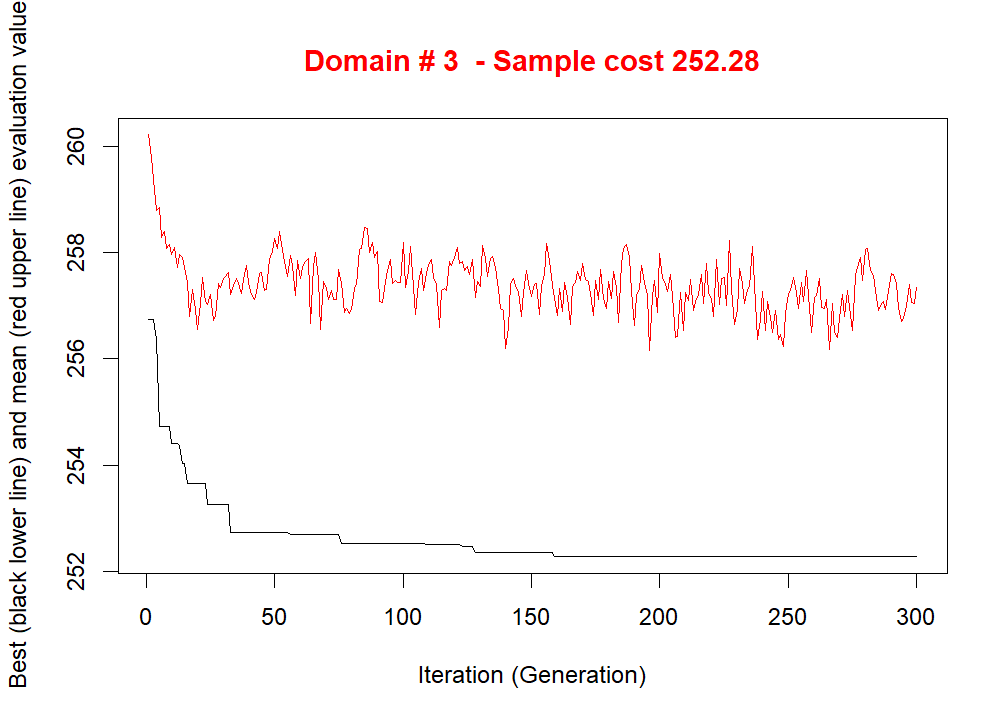 Domain # 3  - Sample cost 252.28
Best (black lower line) and mean (red upper line) evaluation value
260
258
256
254
252
0 50 100 150 200 250 300
Iteration (Generation)